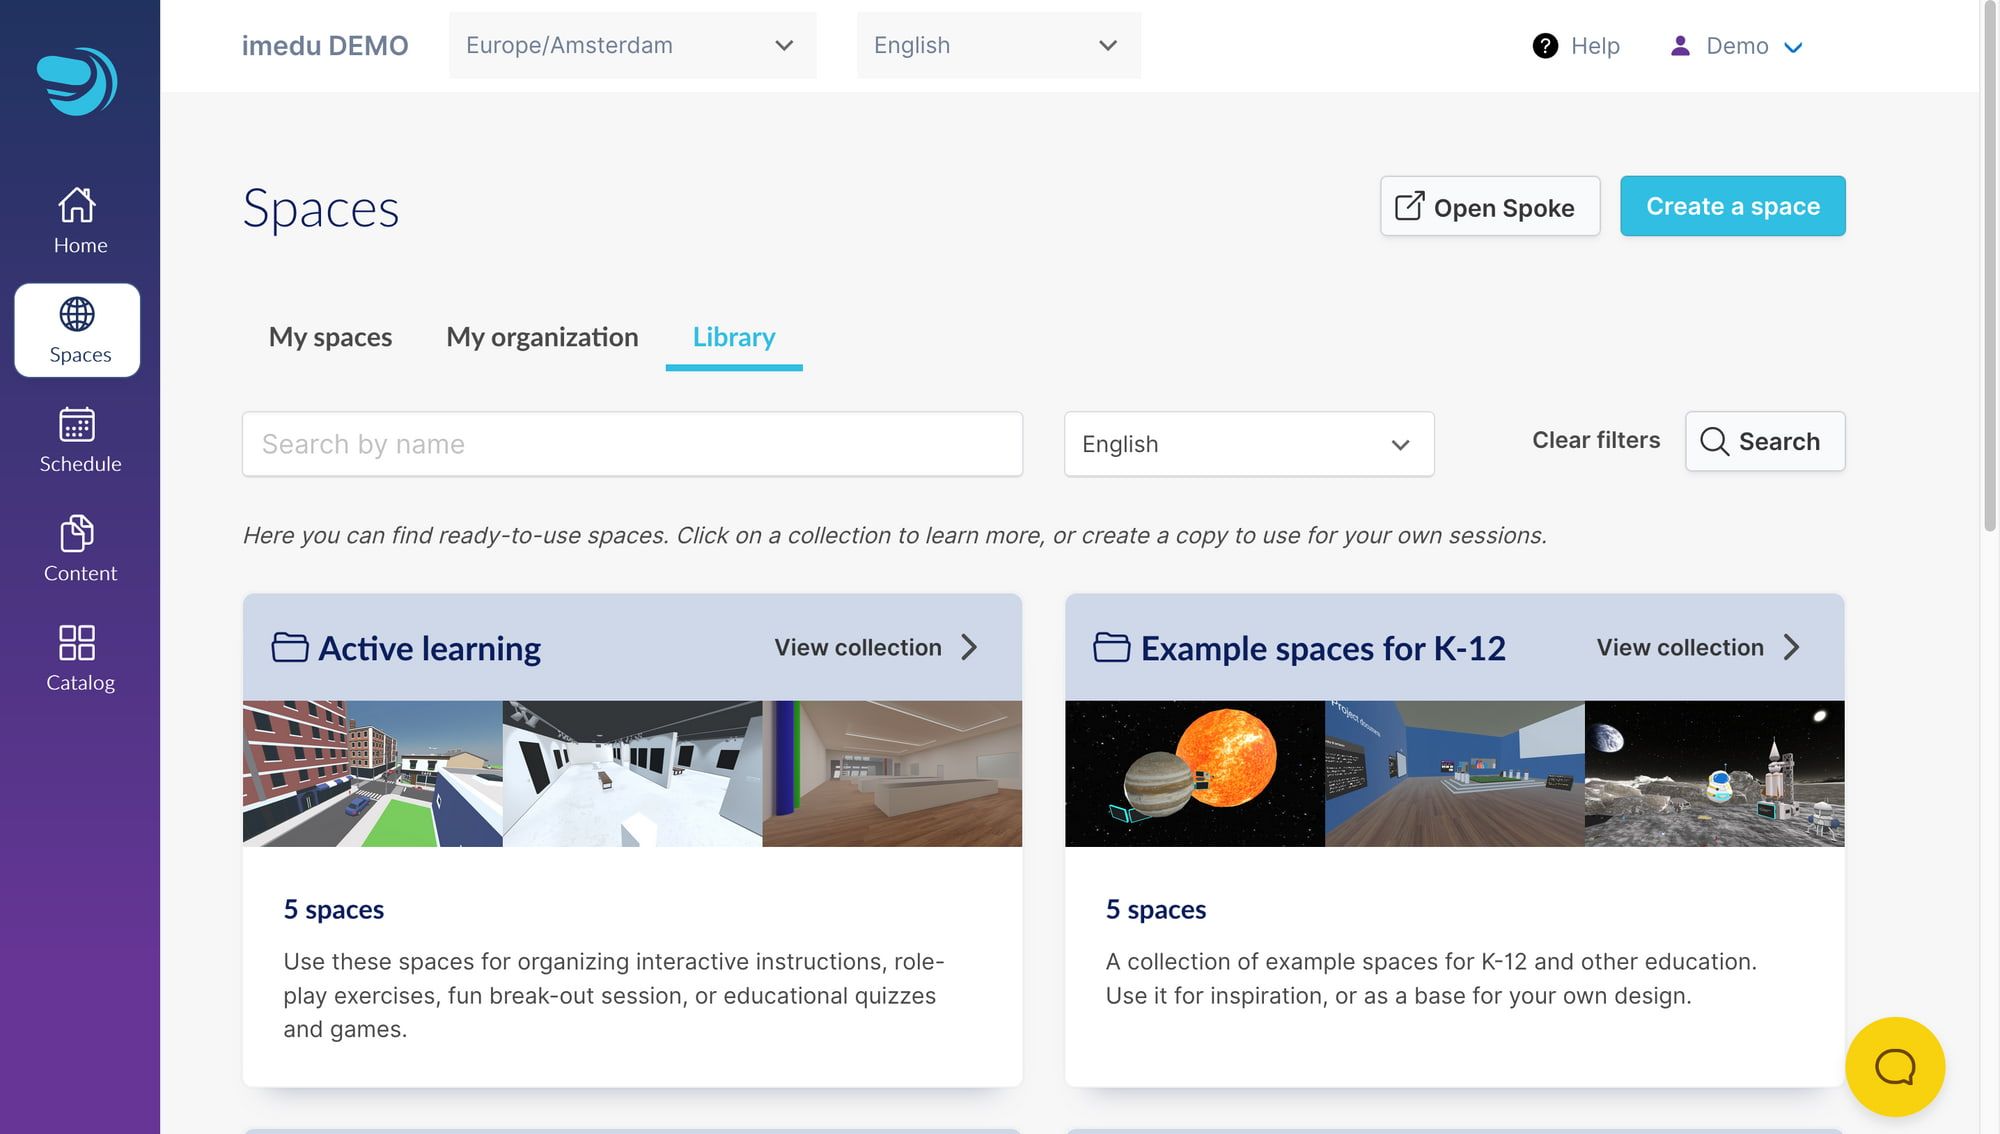 imedu DEMO
Europe/Amsterdam
English
Help
Demo
Home
Spaces
Schedule
Content
Catalog
Spaces
Open Spoke
Create a space
My spaces
My organization
Library
Search by name
English
Clear filters
Search
Here you can find ready-to-use spaces. Click on a collection to learn more, or create a copy to use for your own sessions.
Active learning
View collection
5 spaces
Use these spaces for organizing interactive instructions, role-
play exercises, fun break-out session, or educational quizzes
and games.
Example spaces for K-12
View collection
Project documents
5 spaces
A collection of example spaces for K-12 and other education.
Use it for inspiration, or as a base for your own design.